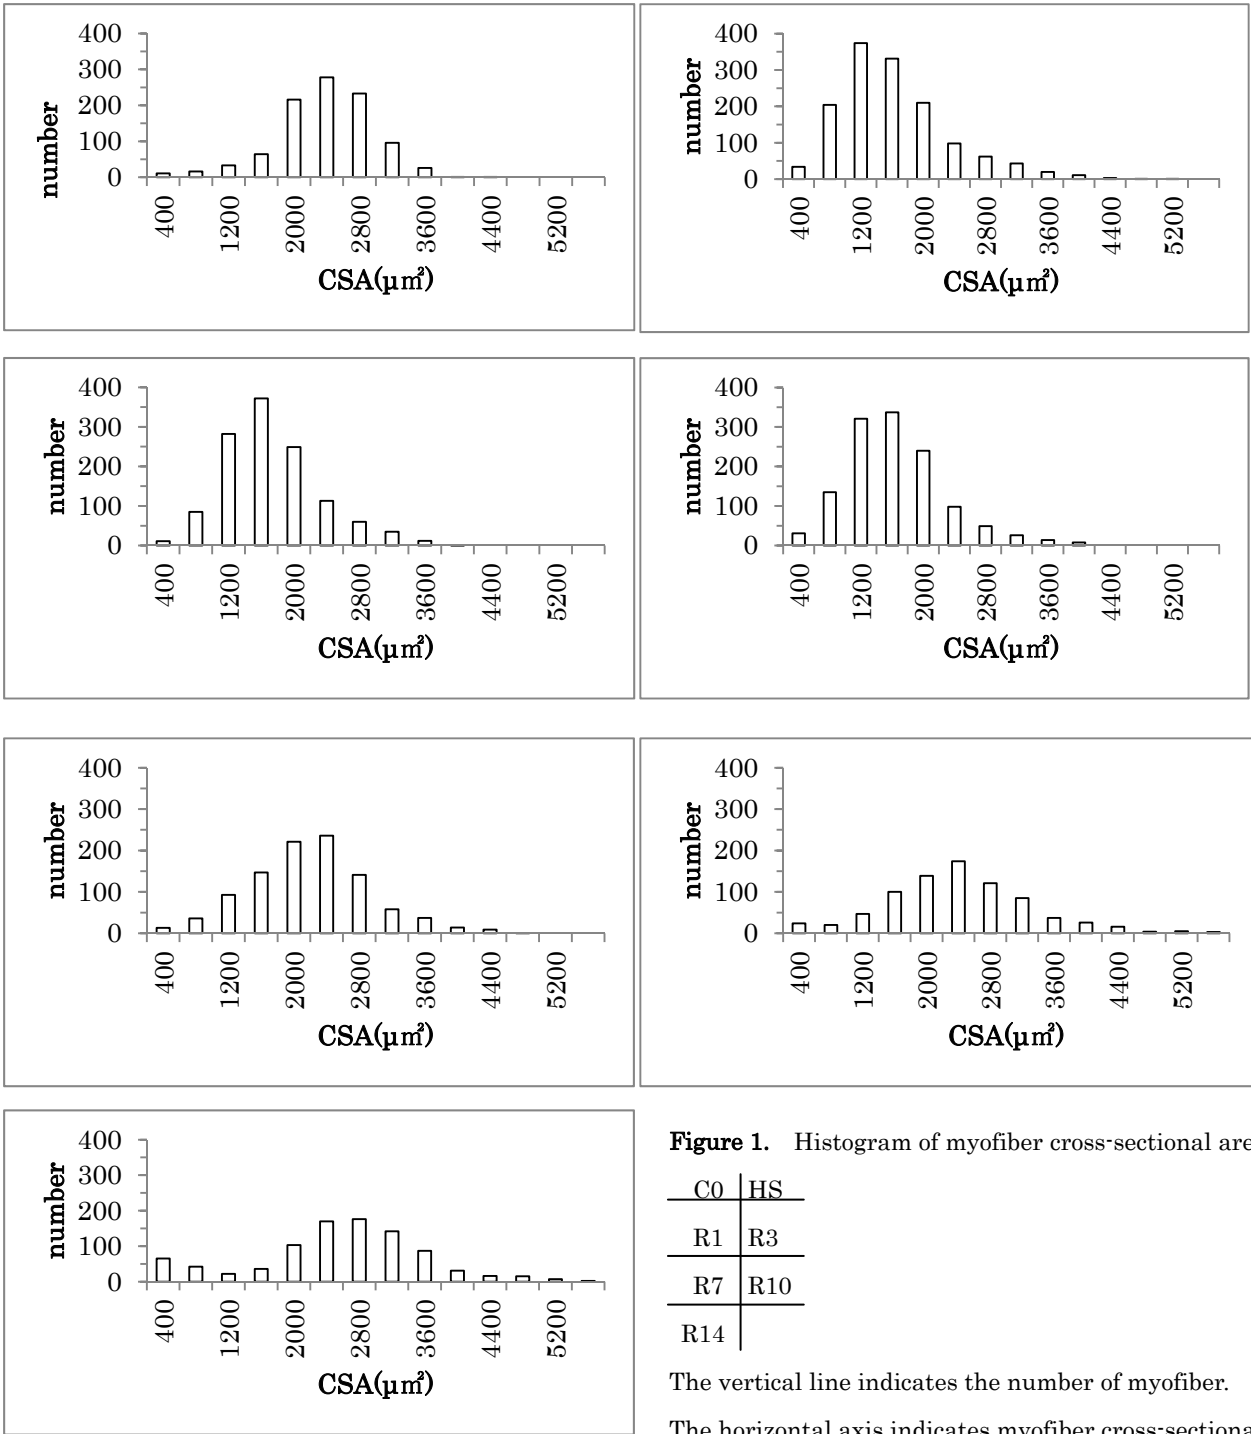 400
300
200
100
0
number
400 1200 2000 2800 3600 4400 5200
CSA(μm²)
400
300
200
100
0
number
400 1200 2000 2800 3600 4400 5200
CSA(μm²)
400
300
200
100
0
number
400 1200 2000 2800 3600 4400 5200
CSA(μm²)
400
300
200
100
0
number
400 1200 2000 2800 3600 4400 5200
CSA(μm²)
400
300
200
100
0
number
400 1200 2000 2800 3600 4400 5200
CSA(μm²)
400
300
200
100
0
number
400 1200 2000 2800 3600 4400 5200
CSA(μm²)
400
300
200
100
0
number
400 1200 2000 2800 3600 4400 5200
CSA(μm²)
Figure 1. Histogram of myofiber cross-sectional are
C0 HS
R1 R3
R7 R10
R14
The vertical line indicates the number of myofiber.
The horizontal axis indicates myofiber cross-sectiona